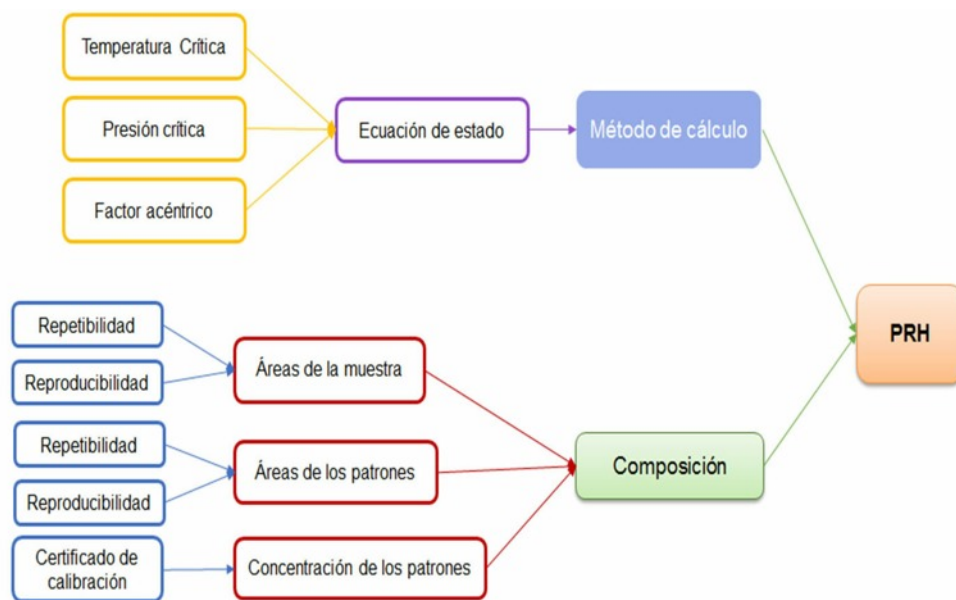 Temperatura Crítica
Presión crítica
Factor acéntrico
Ecuación de estado
Método de cálculo
PRH
Repetibilidad
Reproducibilidad
Repetibilidad
Reproducibilidad
Certificado de
calibración
Áreas de la muestra
Áreas de los patrones
Concentración de los patrones
Composición